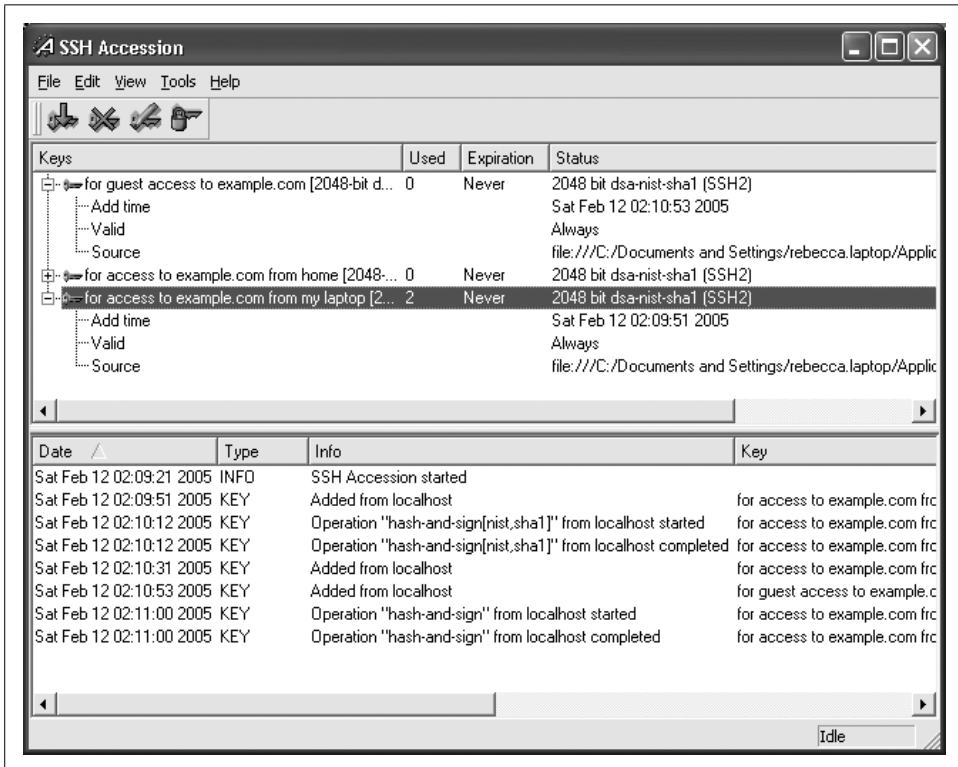 SSH Accession
File Edit View Tools Help
Keys Used Expiration Status
for guest access to example.com [2048-bit d... 0 Never 2048 bit dsa-nist-sha1 (SSH2)
Add time Sat Feb 12 02:10:53 2005
Valid Always
Source file:///C:/Documents and Settings/rebecca.laptop/Applic
for access to example.com from home [2048-... 0 Never 2048 bit dsa-nist-sha1 (SSH2)
for access to example.com from my laptop [2... 2 Never 2048 bit dsa-nist-sha1 (SSH2)
Add time Sat Feb 12 02:09:51 2005
Valid Always
Source file:///C:/Documents and Settings/rebecca.laptop/Applic
Date Type Info Key
Sat Feb 12 02:09:21 2005 INFO SSH Accession started
Sat Feb 12 02:09:51 2005 KEY Added from localhost for access to example.com frc
Sat Feb 12 02:10:12 2005 KEY Operation "hash-and-sign[nist,sha1]" from localhost started for access to example.com frc
Sat Feb 12 02:10:12 2005 KEY Operation "hash-and-sign[nist,sha1]" from localhost completed for access to example.com frc
Sat Feb 12 02:10:31 2005 KEY Added from localhost for access to example.com frc
Sat Feb 12 02:10:53 2005 KEY Added from localhost for guest access to example.c
Sat Feb 12 02:11:00 2005 KEY Operation "hash-and-sign" from localhost started for access to example.com frc
Sat Feb 12 02:11:00 2005 KEY Operation "hash-and-sign" from localhost completed for access to example.com frc
Idle